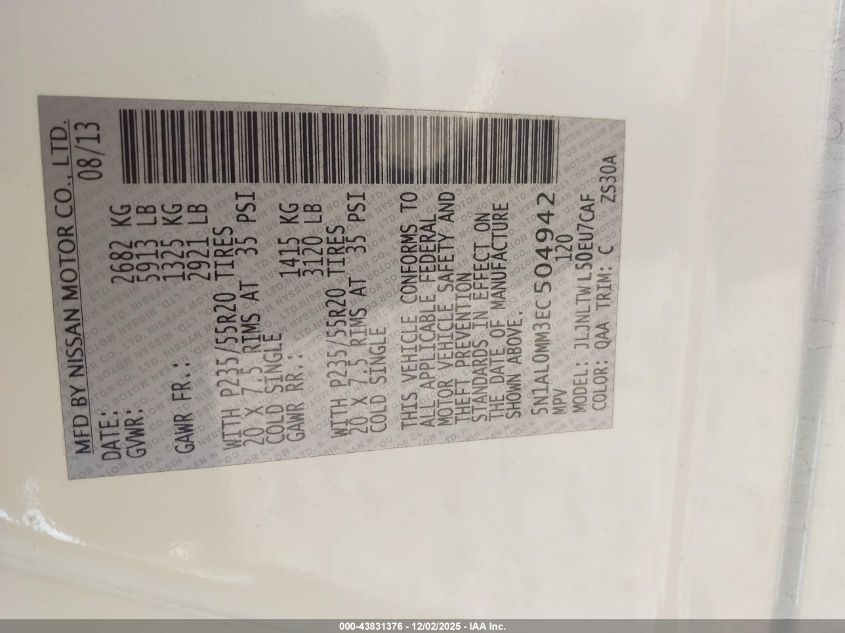 MFD BY NISSAN MOTOR CO., LTD.
DATE: 08/13
GVWR: 2682 KG
5913 LB
GAWR FR.: 1325 KG
2921 LB
WITH P235/55R20 TIRES
20 X 7.5 RIMS AT 35 PSI
COLD SINGLE
GAWR RR.: 1415 KG
3120 LB
WITH P235/55R20 TIRES
20 X 7.5 RIMS AT 35 PSI
COLD SINGLE
THIS VEHICLE CONFORMS TO
ALL APPLICABLE FEDERAL
MOTOR VEHICLE SAFETY AND
THEFT PREVENTION
STANDARDS IN EFFECT ON
THE DATE OF MANUFACTURE
SHOWN ABOVE.
5N1AL0MM3EC504942
MPV 120
MODEL: JLJNLTWL50EU7CAF
COLOR: QAA TRIM: C ZS30A
000-43831376 - 12/02/2025 - IAA Inc.